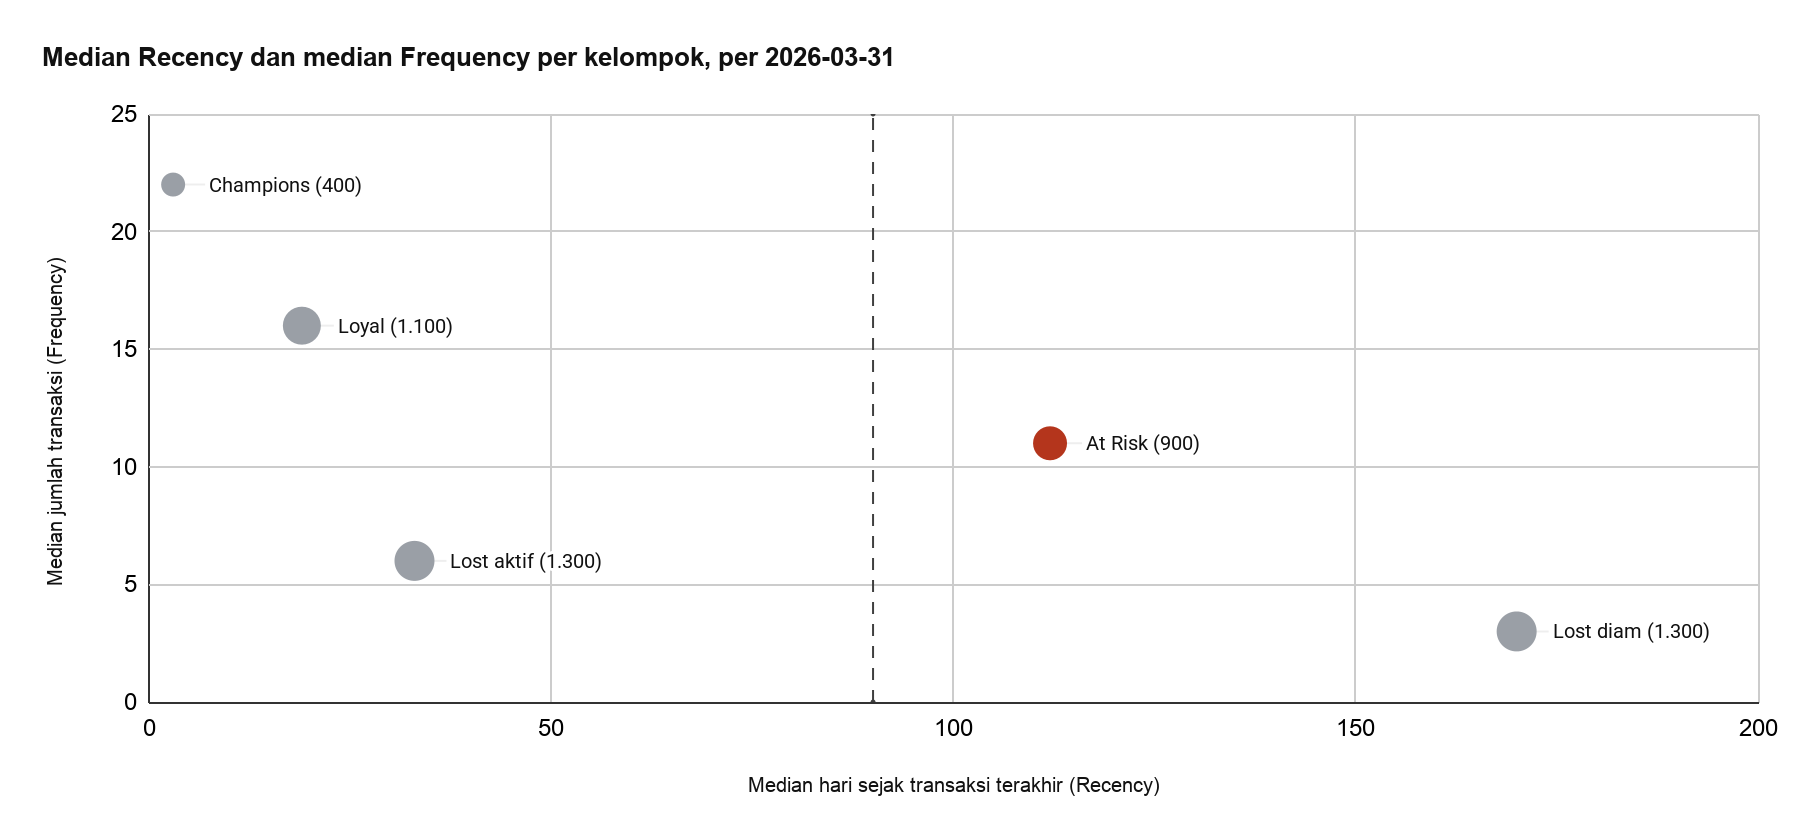 Median Recency dan median Frequency per kelompok, per 2026-03-31
25
20
15
10
5
0
Median jumlah transaksi (Frequency)
Champions (400)
Loyal (1.100)
At Risk (900)
Lost aktif (1.300)
Lost diam (1.300)
0
50
100
150
200
Median hari sejak transaksi terakhir (Recency)